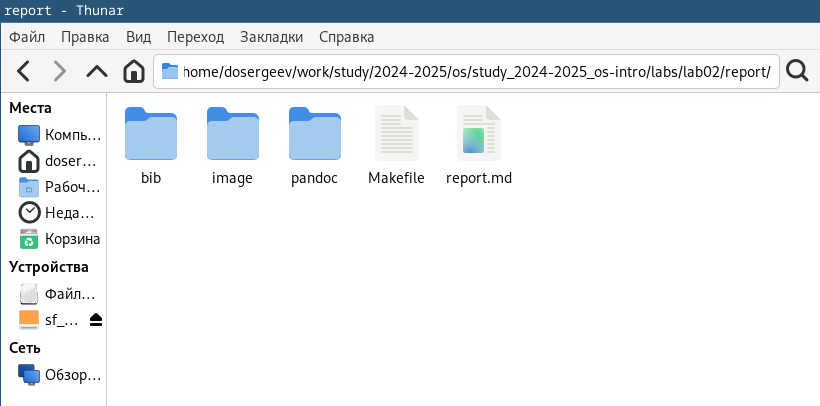 report - Thunar
Файл Правка Вид Переход Закладки Справка
home/dosergeev/work/study/2024-2025/os/study_2024-2025_os-intro/labs/lab02/report/
Места
Компь...
doser...
Рабоч...
Неда...
Корзина
Устройства
Файл...
sf_...
Сеть
Обзор...
bib image pandoc Makefile report.md